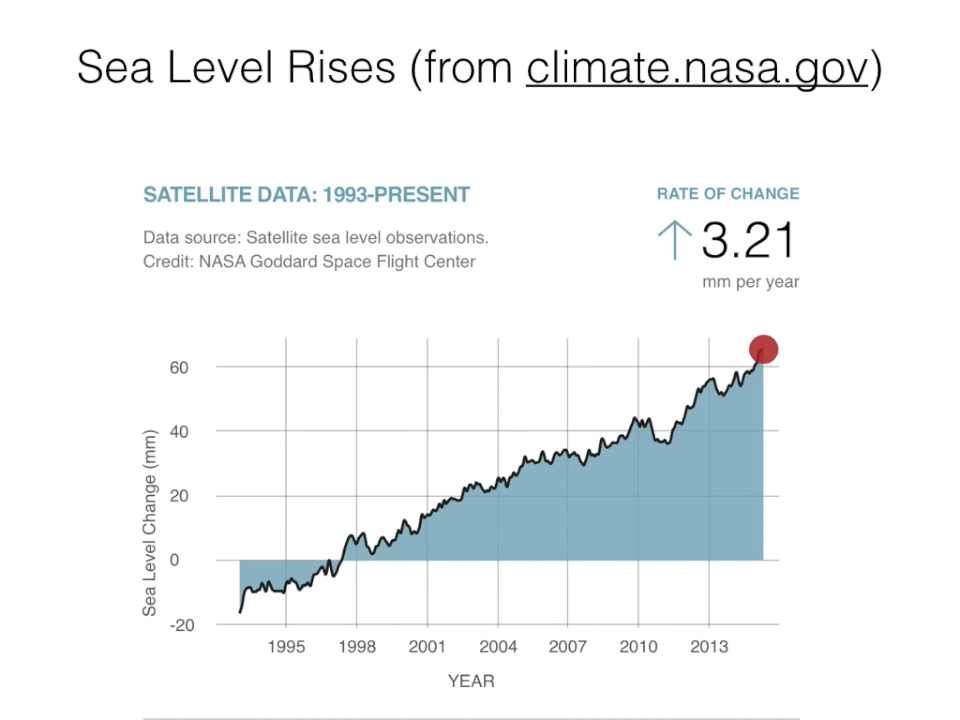 Sea Level Rises (from climate.nasa.gov)
SATELLITE DATA: 1993-PRESENT
Data source: Satellite sea level observations.
Credit: NASA Goddard Space Flight Center
RATE OF CHANGE
↑ 3.21
mm per year
Sea Level Change (mm)
60
40
20
0
-20
1995 1998 2001 2004 2007 2010 2013
YEAR